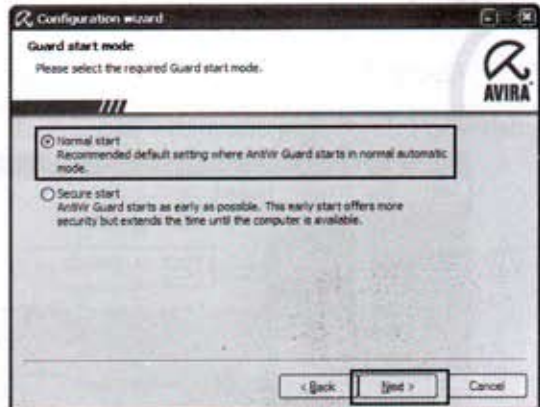 Configuration wizard
Guard start mode
Please select the required Guard start mode.
AVIRA
Normal start
Recommended default setting where AntiVir Guard starts in normal automatic
mode.
Secure start
AntiVir Guard starts as early as possible. This early start offers more
security but extends the time until the computer is available.
< Back
Next >
Cancel